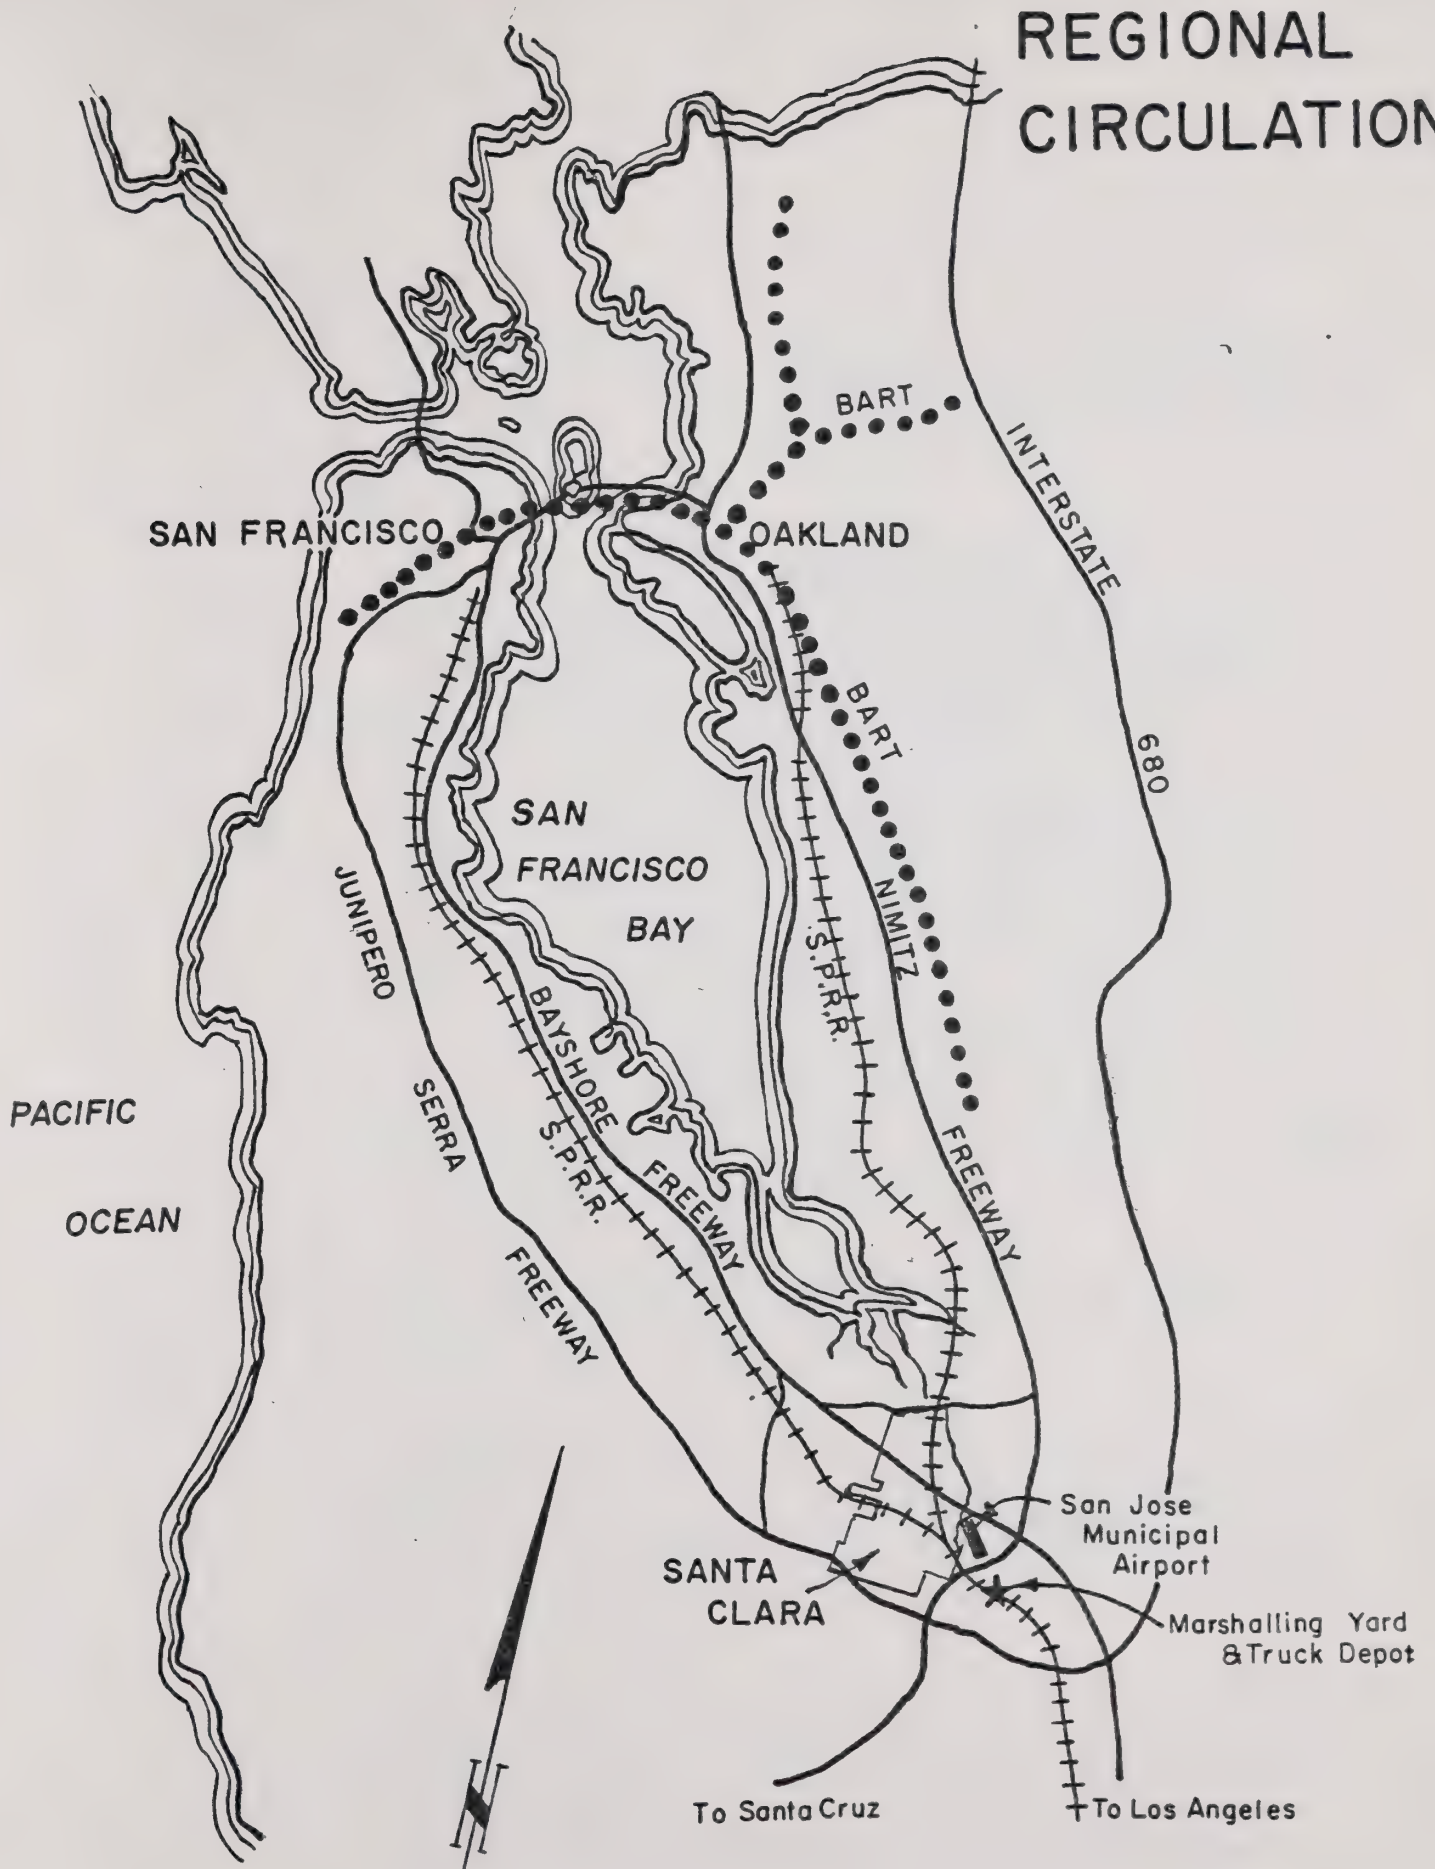 REGIONAL
CIRCULATION
BART
INTERSTATE
SAN FRANCISCO
OAKLAND
680
BART
SAN
FRANCISCO
BAY
JUNIPERO
NIMITZ
S.P.R.R.
BAYSHORE
PACIFIC
OCEAN
SERRA
S.P.R.R.
FREEWAY
FREEWAY
FREEWAY
San Jose
Municipal
Airport
SANTA
CLARA
Marshalling Yard
&Truck Depot
To Santa Cruz
To Los Angeles
N